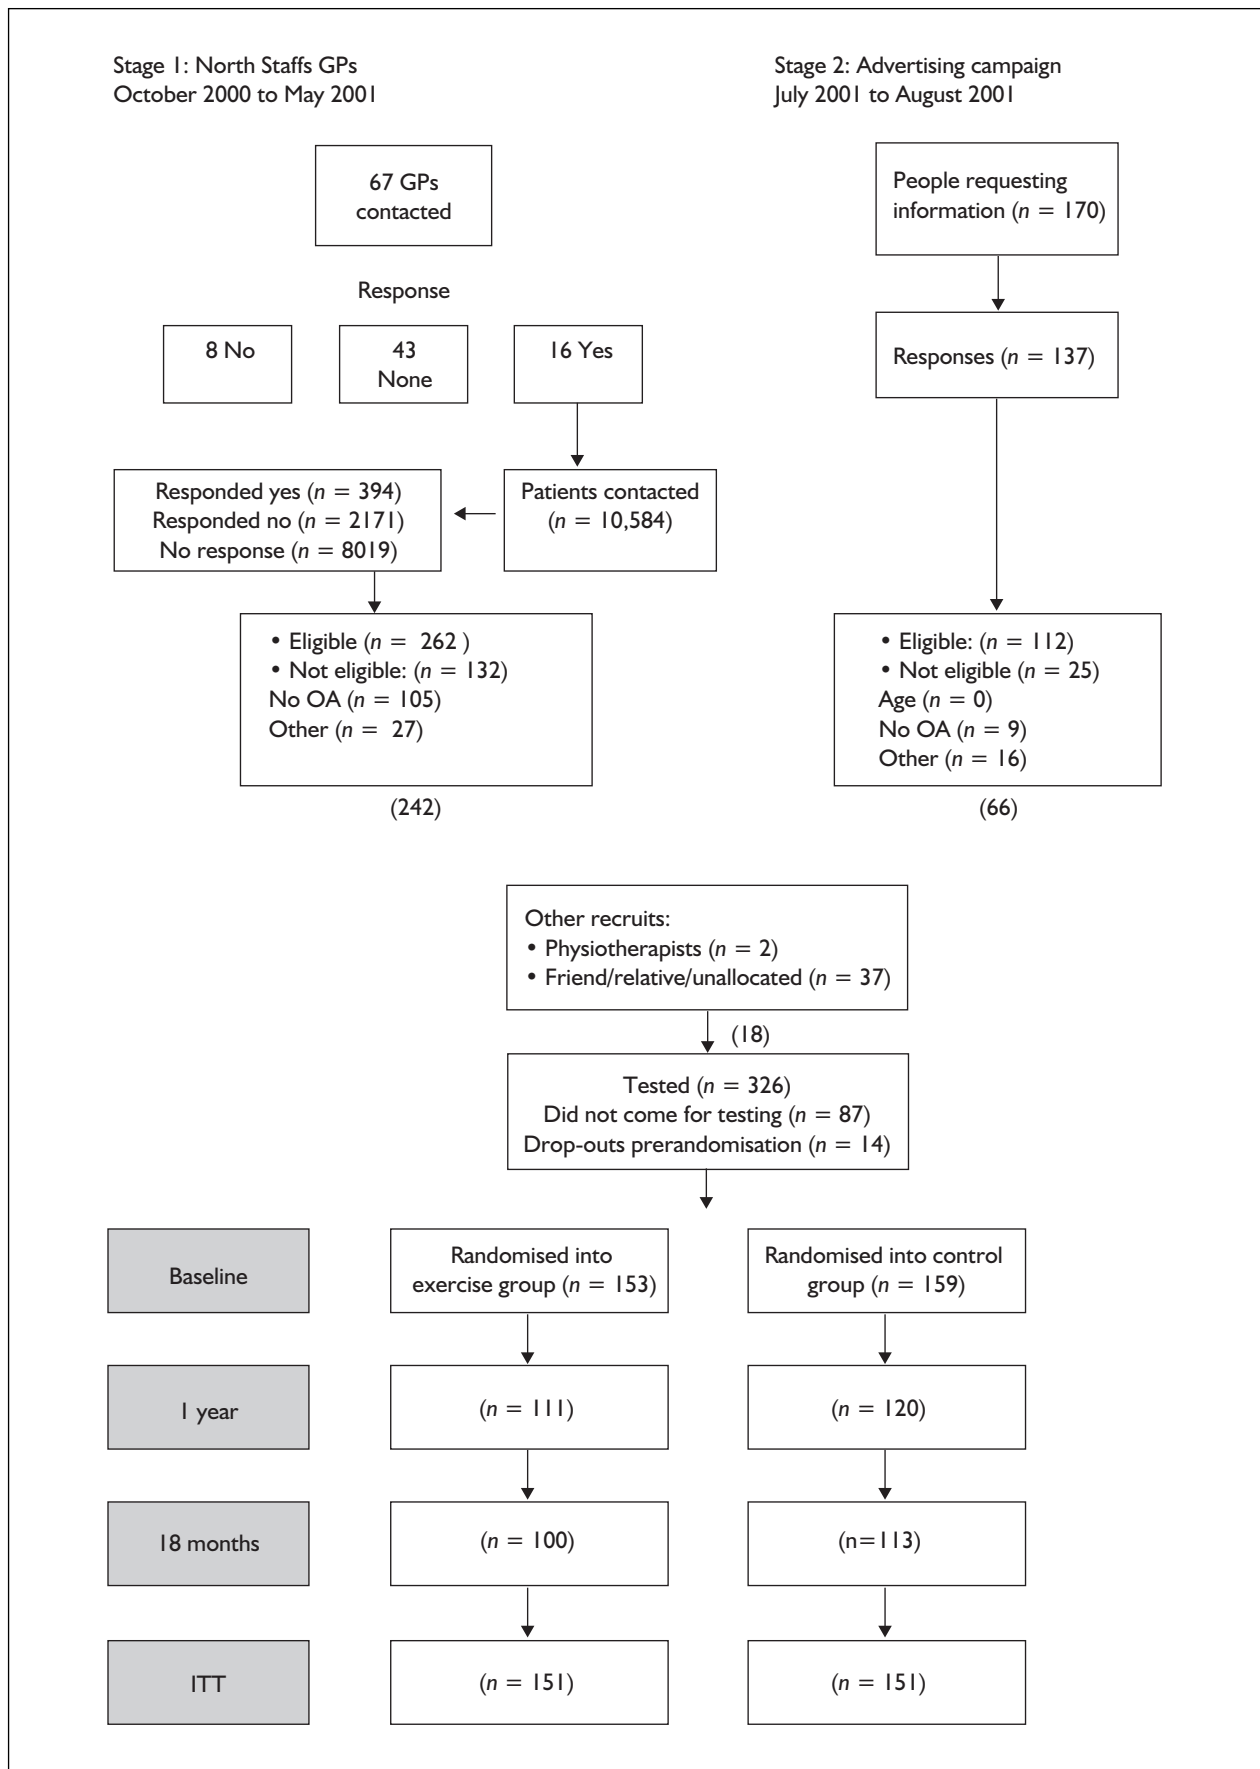 Stage 1: North Staffs GPs
October 2000 to May 2001
Stage 2: Advertising campaign
July 2001 to August 2001
67 GPs
contacted
Response
8 No
43
None
16 Yes
Patients contacted
(n = 10,584)
Responded yes (n = 394)
Responded no (n = 2171)
No response (n = 8019)
• Eligible (n = 262 )
• Not eligible: (n = 132)
No OA (n = 105)
Other (n = 27)
(242)
People requesting
information (n = 170)
Responses (n = 137)
• Eligible: (n = 112)
• Not eligible (n = 25)
Age (n = 0)
No OA (n = 9)
Other (n = 16)
(66)
Other recruits:
• Physiotherapists (n = 2)
• Friend/relative/unallocated (n = 37)
(18)
Tested (n = 326)
Did not come for testing (n = 87)
Drop-outs prerandomisation (n = 14)
Baseline
Randomised into
exercise group (n = 153)
Randomised into control
group (n = 159)
1 year
(n = 111)
(n = 120)
18 months
(n = 100)
(n=113)
ITT
(n = 151)
(n = 151)